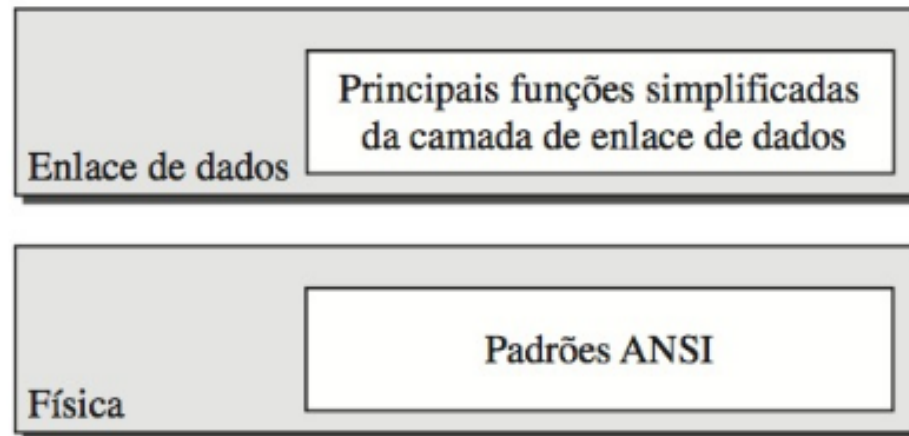 Principais funções simplificadas
da camada de enlace de dados
Enlace de dados
Padrões ANSI
Física